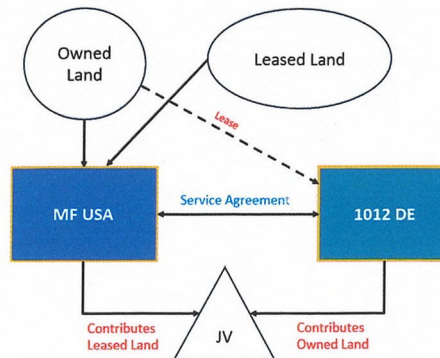 Owned
Land
Leased Land
Lease
MF USA
Service Agreement
1012 DE
Contributes
Leased Land
JV
Contributes
Owned Land